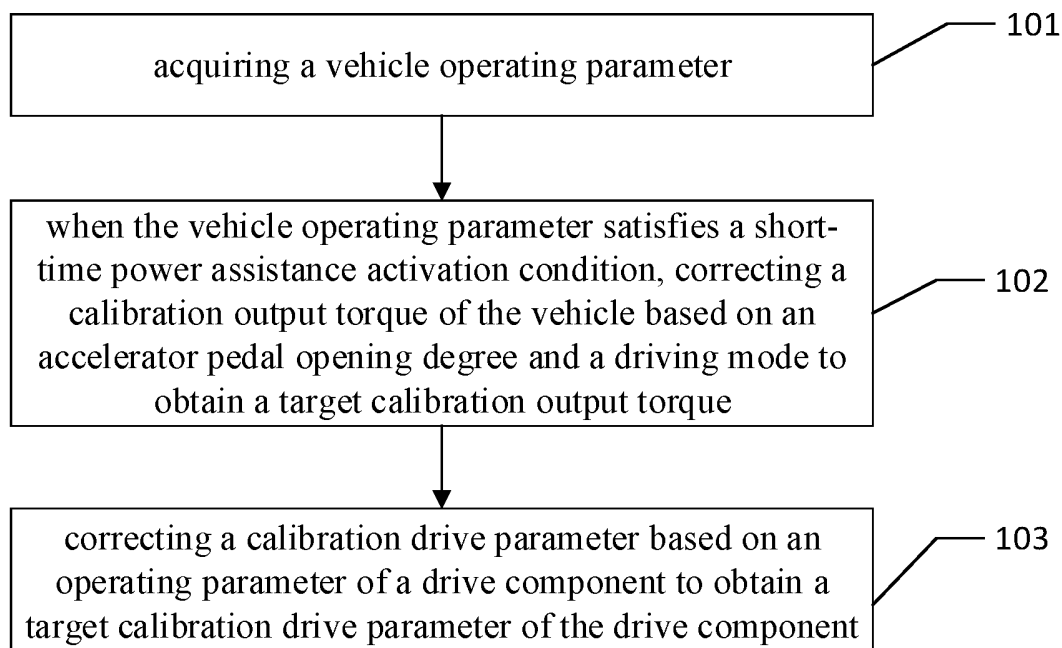 acquiring a vehicle operating parameter
101
when the vehicle operating parameter satisfies a short-
time power assistance activation condition, correcting a
calibration output torque of the vehicle based on an
accelerator pedal opening degree and a driving mode to
obtain a target calibration output torque
102
correcting a calibration drive parameter based on an
operating parameter of a drive component to obtain a
target calibration drive parameter of the drive component
103